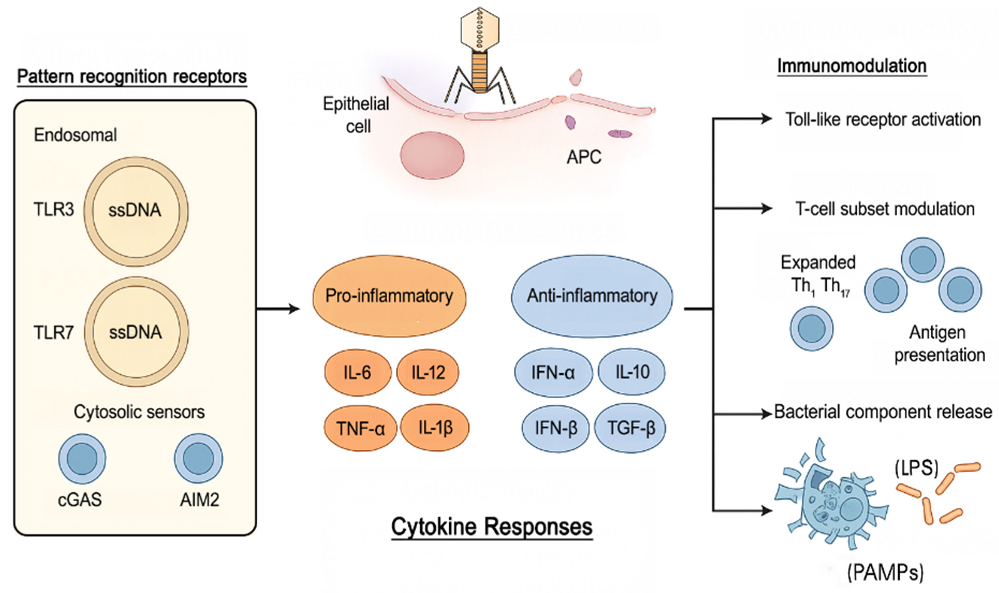 Pattern recognition receptors
Endosomal
TLR3
ssDNA
TLR7
ssDNA
Cytosolic sensors
cGAS
AIM2
Epithelial
cell
APC
Pro-inflammatory
Anti-inflammatory
IL-6
IL-12
IFN-α
IL-10
TNF-α
IL-1β
IFN-β
TGF-β
Cytokine Responses
Immunomodulation
Toll-like receptor activation
T-cell subset modulation
Expanded
Th₁ Th₁₇
Antigen
presentation
Bacterial component release
(LPS)
(PAMPs)